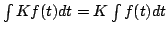 ∫ Kf(t)dt = K ∫ f(t)dt